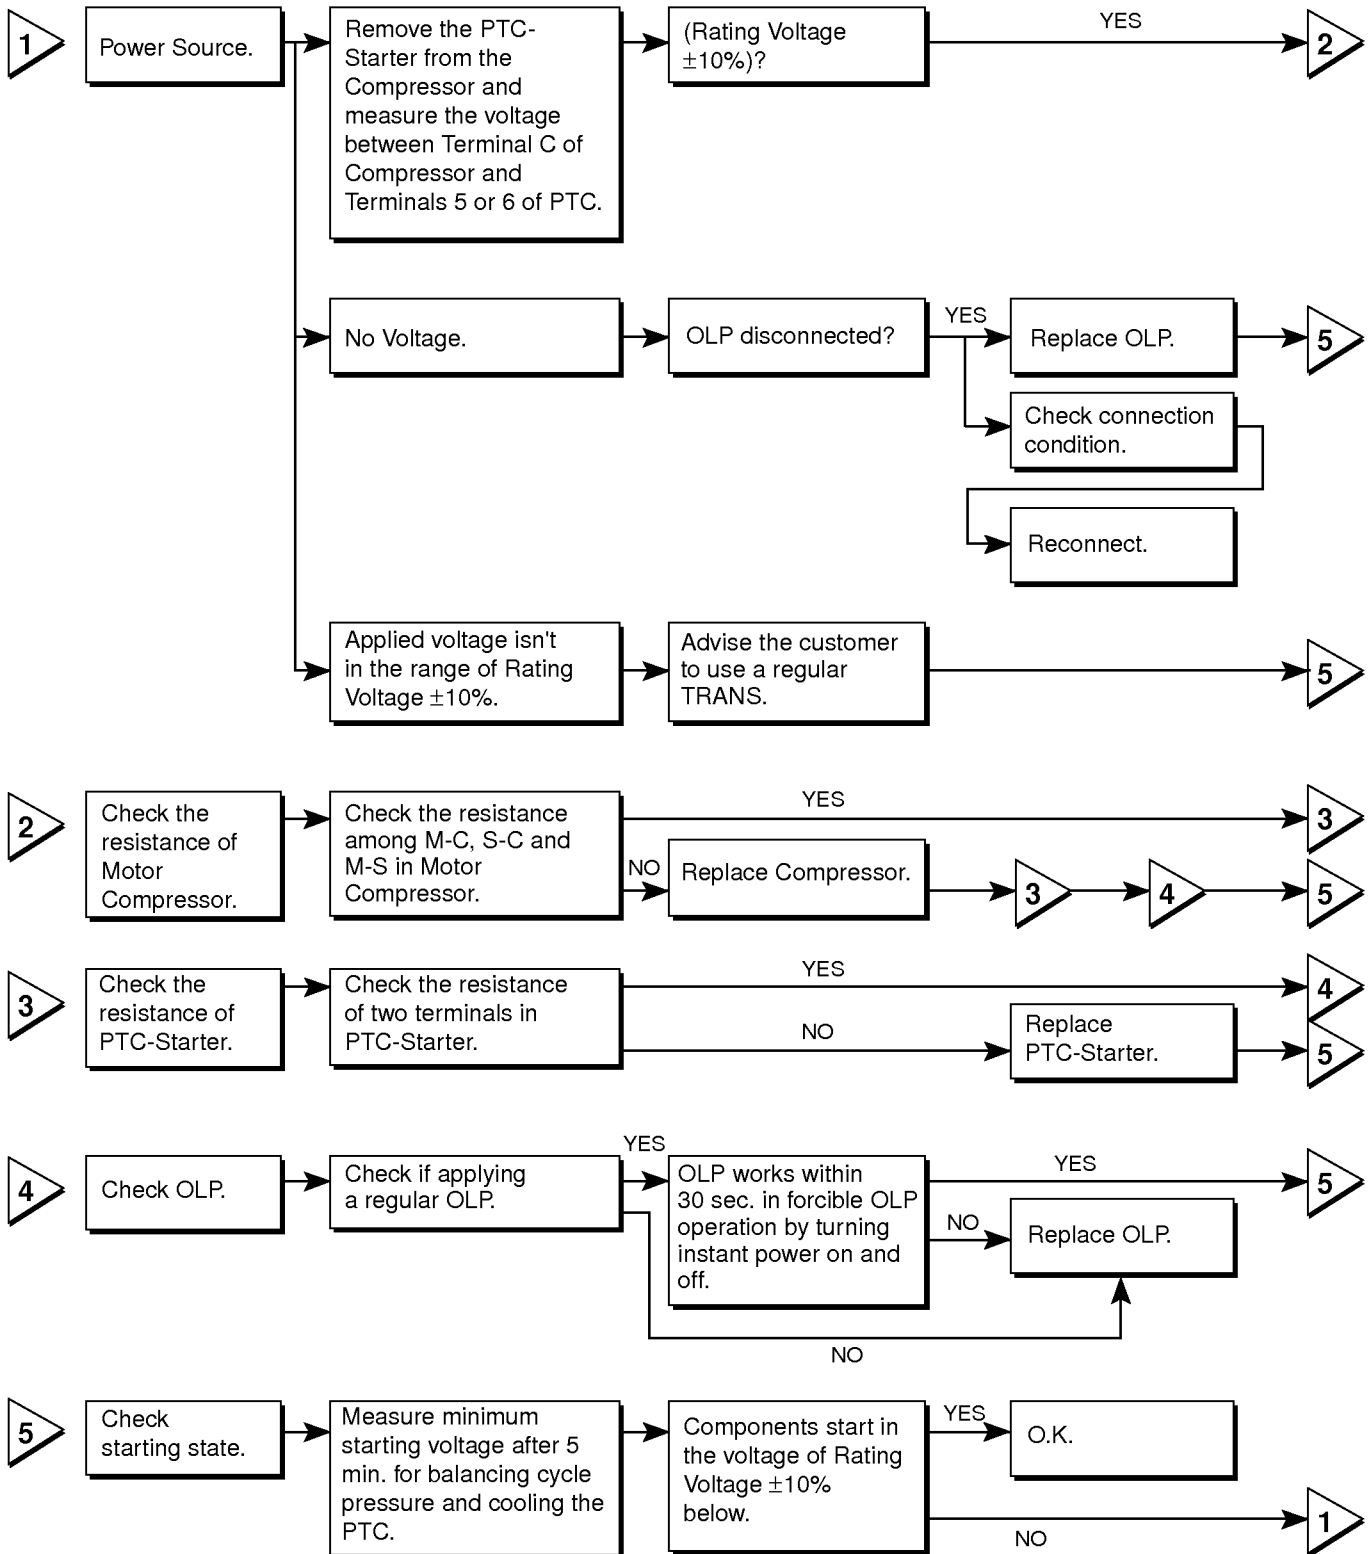 1
Power Source.
Remove the PTC-
Starter from the
Compressor and
measure the voltage
between Terminal C of
Compressor and
Terminals 5 or 6 of PTC.
(Rating Voltage
±10%)?
YES
2
No Voltage.
OLP disconnected?
YES
Replace OLP.
5
Check connection
condition.
Reconnect.
Applied voltage isn't
in the range of Rating
Voltage ±10%.
Advise the customer
to use a regular
TRANS.
5
2
Check the
resistance of
Motor
Compressor.
Check the resistance
among M-C, S-C and
M-S in Motor
Compressor.
YES
3
NO
Replace Compressor.
3
4
5
3
Check the
resistance of
PTC-Starter.
Check the resistance
of two terminals in
PTC-Starter.
YES
4
NO
Replace
PTC-Starter.
5
4
Check OLP.
Check if applying
a regular OLP.
YES
OLP works within
30 sec. in forcible OLP
operation by turning
instant power on and
off.
YES
5
NO
Replace OLP.
NO
5
Check
starting state.
Measure minimum
starting voltage after 5
min. for balancing cycle
pressure and cooling the
PTC.
Components start in
the voltage of Rating
Voltage ±10%
below.
YES
O.K.
NO
1